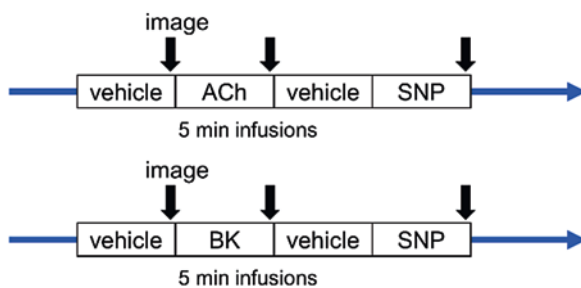 image
vehicle ACh vehicle SNP
5 min infusions
image
vehicle BK vehicle SNP
5 min infusions